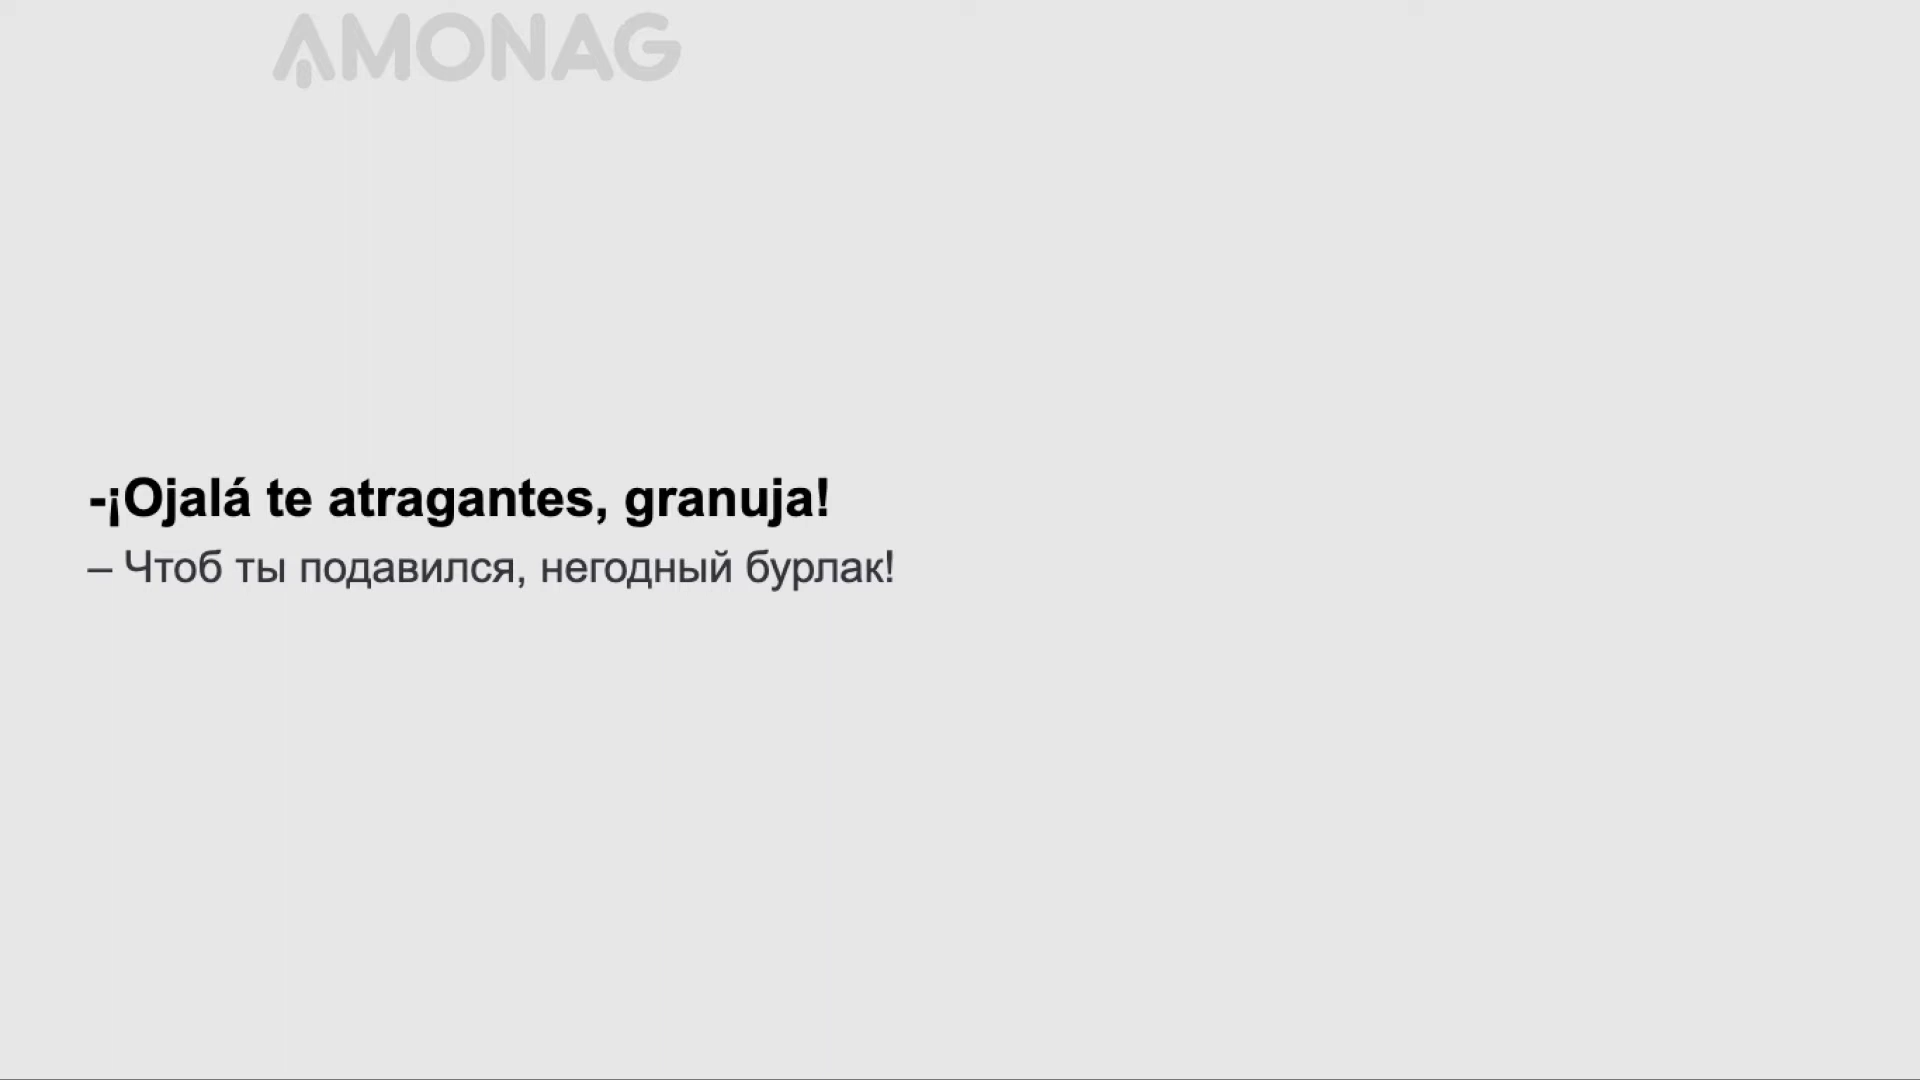 AMONAG
-¡Ojalá te atragantes, granuja!
– Чтоб ты подавился, негодный бурлак!